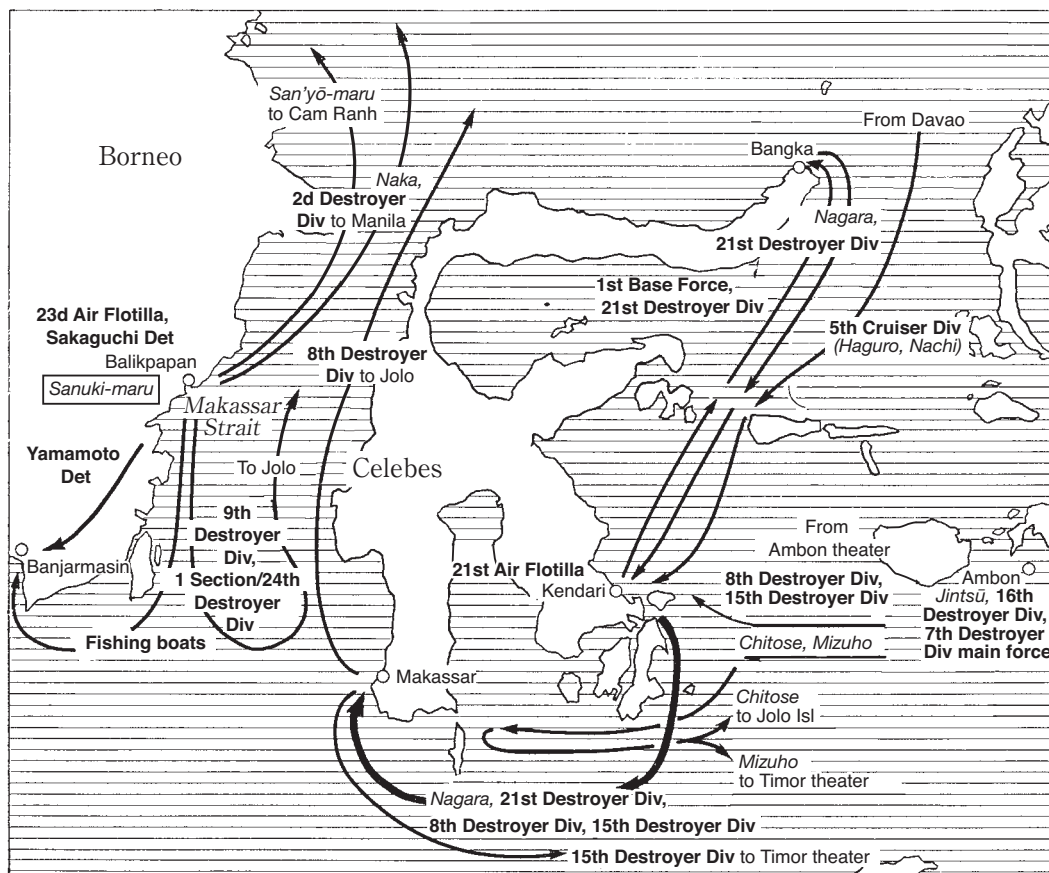 San'yō-maru
to Cam Ranh
From Davao
Borneo
Bangka
Naka,
2d Destroyer
Div to Manila
Nagara,
21st Destroyer Div
1st Base Force,
21st Destroyer Div
23d Air Flotilla,
Sakaguchi Det
Balikpapan
Sanuki-maru
8th Destroyer
Div to Jolo
5th Cruiser Div
(Haguro, Nachi)
Makassar
Strait
Yamamoto
Det
To Jolo
Celebes
9th
Destroyer
Div,
1 Section/24th
Destroyer
Div
Banjarmasin
Fishing boats
21st Air Flotilla
Kendari
From
Ambon theater
8th Destroyer Div,
15th Destroyer Div
Ambon
Jintsū, 16th
Destroyer Div,
7th Destroyer
Div main force
Chitose, Mizuho
Makassar
Chitose
to Jolo Isl
Mizuho
to Timor theater
Nagara, 21st Destroyer Div,
8th Destroyer Div, 15th Destroyer Div
15th Destroyer Div to Timor theater